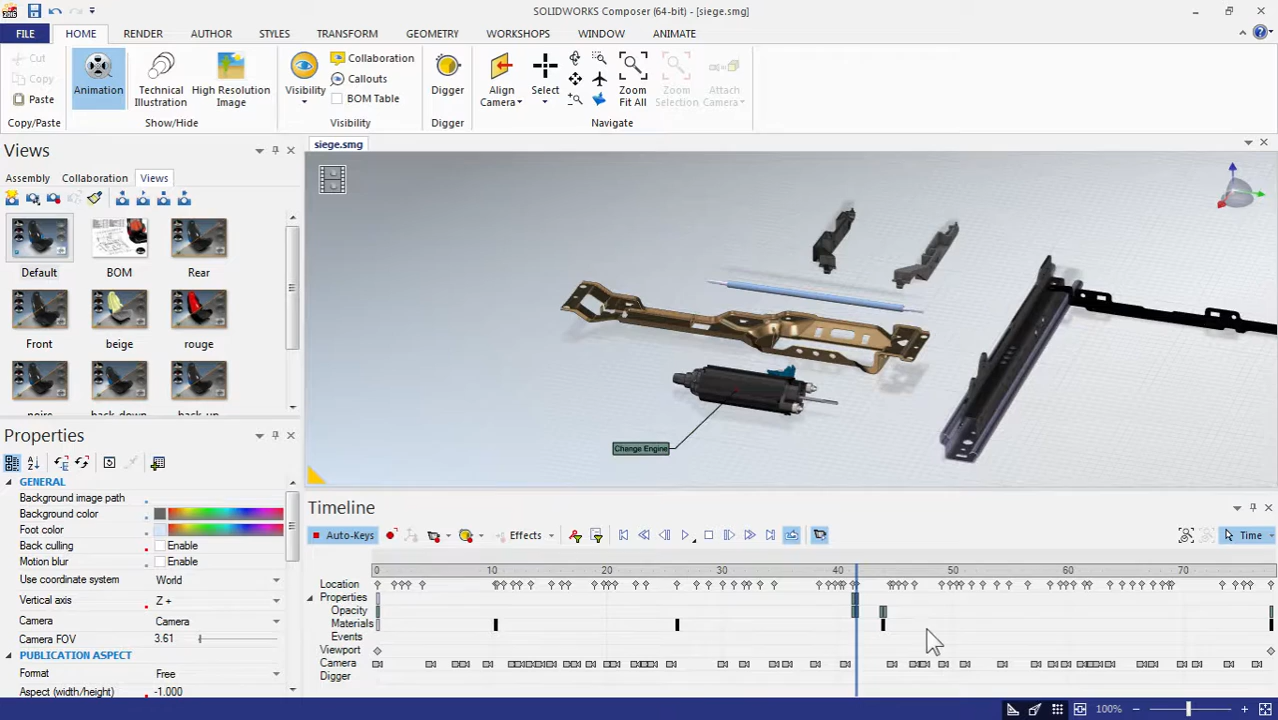 SOLIDWORKS Composer (64-bit) - [siege.smg]
FILE HOME RENDER AUTHOR STYLES TRANSFORM GEOMETRY WORKSHOPS WINDOW ANIMATE
Cut
Copy
Paste
Copy/Paste
Animation
Technical Illustration
High Resolution Image
Show/Hide
Visibility
Collaboration
Callouts
BOM Table
Visibility
Digger
Digger
Align Camera
Select
Zoom Fit All
Zoom Selection
Attach Camera
Navigate
Views
Assembly Collaboration Views
Default BOM Rear
Front beige rouge
noire back_down back_up
siege.smg
Change Engine
Properties
GENERAL
Background image path
Background color
Foot color
Back culling Enable
Motion blur Enable
Use coordinate system World
Vertical axis Z +
Camera Camera
Camera FOV 3.61
PUBLICATION ASPECT
Format Free
Aspect (width/height) -1.000
Timeline
Auto-Keys Effects Time
0 10 20 30 40 50 60 70
Location
Properties
Opacity
Materials
Events
Viewport
Camera
Digger
100%